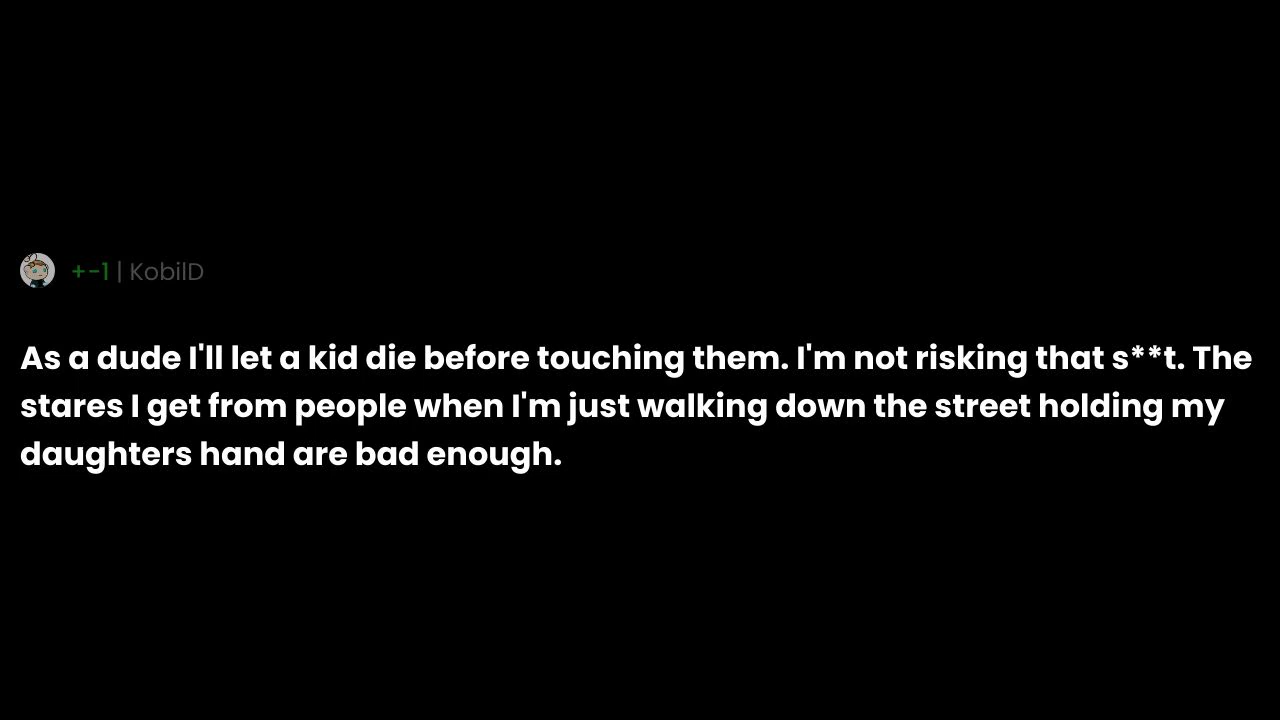 +-1 | KobilD
As a dude I'll let a kid die before touching them. I'm not risking that s**t. The
stares I get from people when I'm just walking down the street holding my
daughters hand are bad enough.